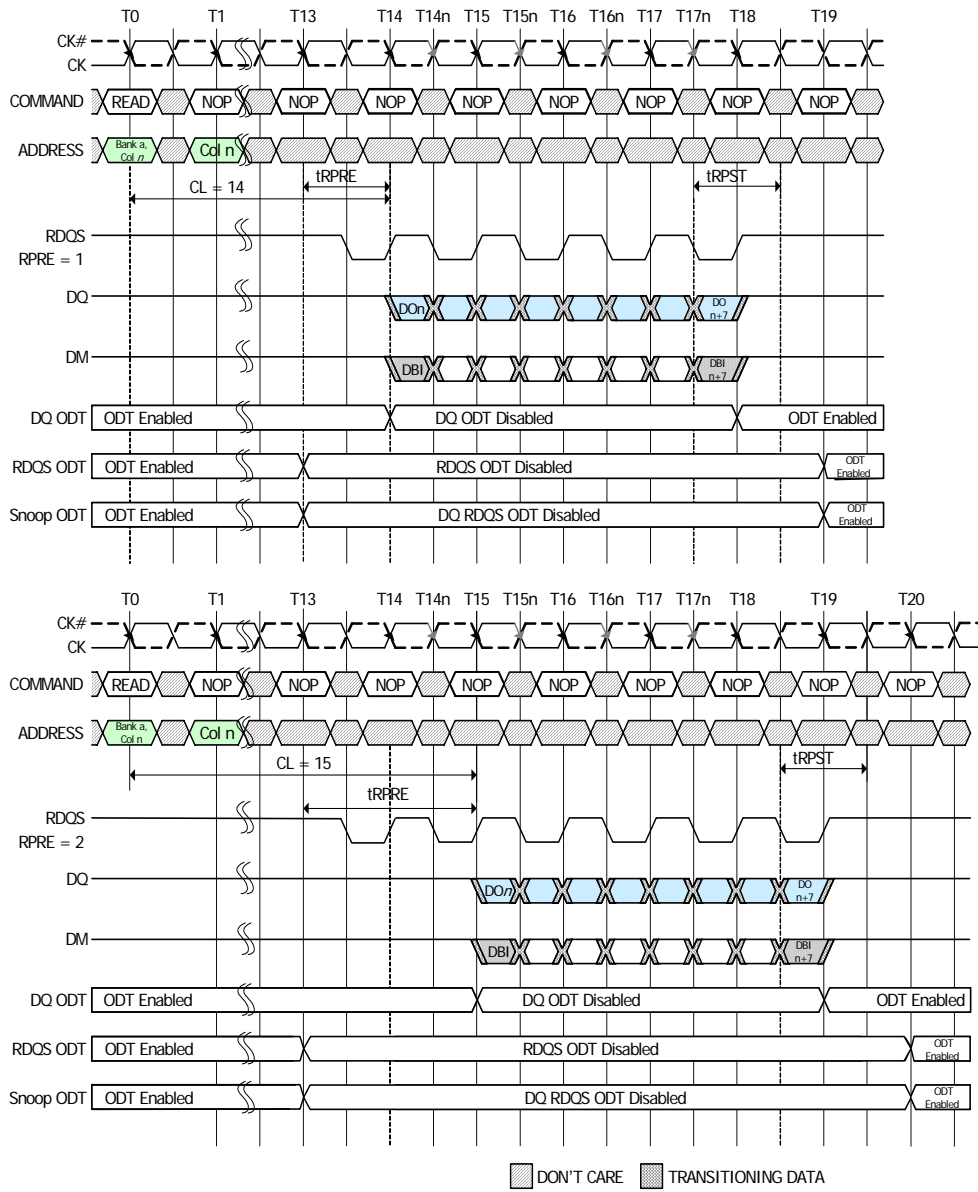 T0 T1 T13 T14 T14n T15 T15n T16 T16n T17 T17n T18 T19
CK#
CK
COMMAND READ NOP NOP NOP NOP NOP NOP NOP NOP
ADDRESS Bank a, Col n Col n
tRPRE tRPST
CL = 14
RDQS
RPRE = 1
DQ DOn DO n+7
DM DBI DBI n+7
DQ ODT ODT Enabled DQ ODT Disabled ODT Enabled
RDQS ODT ODT Enabled RDQS ODT Disabled ODT Enabled
Snoop ODT ODT Enabled DQ RDQS ODT Disabled ODT Enabled
T0 T1 T13 T14 T14n T15 T15n T16 T16n T17 T17n T18 T19 T20
CK#
CK
COMMAND READ NOP NOP NOP NOP NOP NOP NOP NOP NOP
ADDRESS Bank a, Col n Col n
CL = 15 tRPST
tRPRE
RDQS
RPRE = 2
DQ DOn DO n+7
DM DBI DBI n+7
DQ ODT ODT Enabled DQ ODT Disabled ODT Enabled
RDQS ODT ODT Enabled RDQS ODT Disabled ODT Enabled
Snoop ODT ODT Enabled DQ RDQS ODT Disabled ODT Enabled
DON'T CARE TRANSITIONING DATA